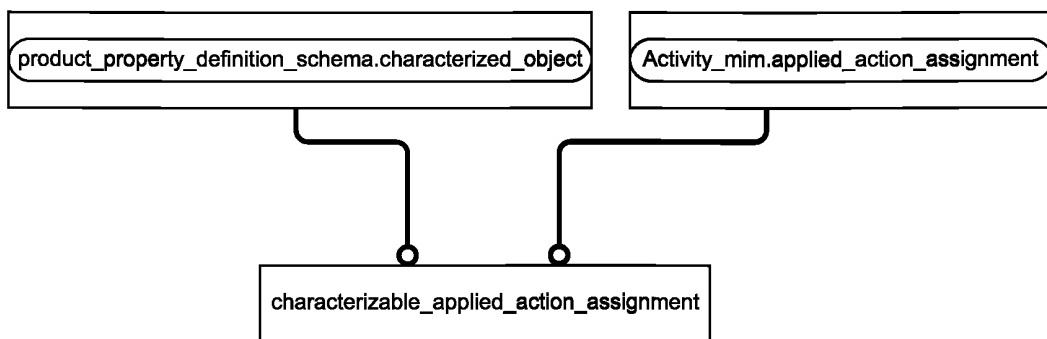 product_property_definition_schema.characterized_object
Activity_mim.applied_action_assignment
characterizable_applied_action_assignment